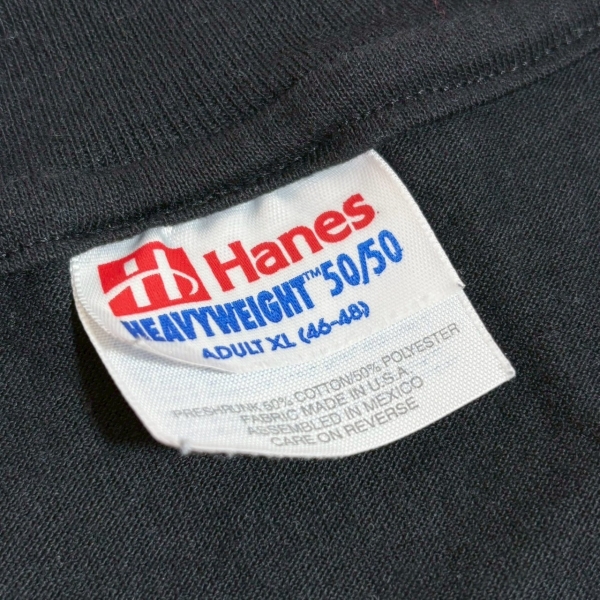 Hanes
HEAVYWEIGHT™ 50/50
ADULT XL (46-48)
PRESHRUNK 50% COTTON/50% POLYESTER
FABRIC MADE IN U.S.A.
ASSEMBLED IN MEXICO
CARE ON REVERSE